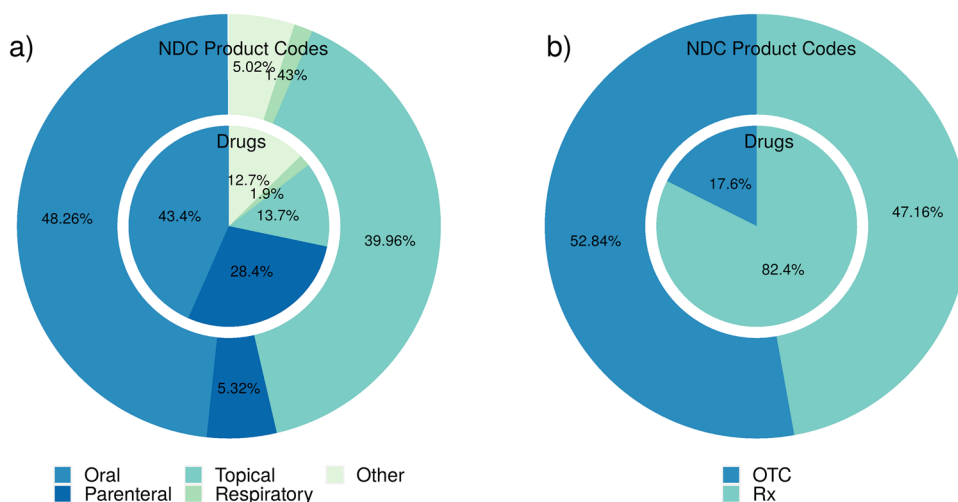 a)
NDC Product Codes
5.02%
1.43%
Drugs
12.7%
1.9%
13.7%
48.26%
43.4%
39.96%
28.4%
5.32%
Oral
Topical
Other
Parenteral
Respiratory
b)
NDC Product Codes
Drugs
17.6%
47.16%
52.84%
82.4%
OTC
Rx